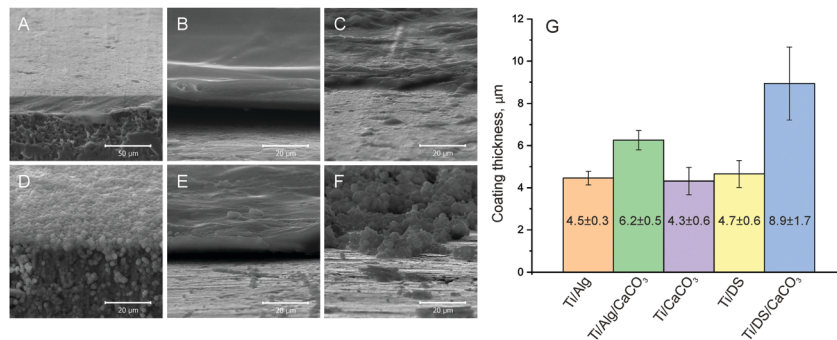 A
B
C
50 μm
20 μm
20 μm
D
E
F
20 μm
20 μm
20 μm
G
Coating thickness, μm
12
10
8
6
4
2
0
4.5±0.3
6.2±0.5
4.3±0.6
4.7±0.6
8.9±1.7
Ti/Alg
Ti/Alg/CaCO₃
Ti/CaCO₃
Ti/DS
Ti/DS/CaCO₃